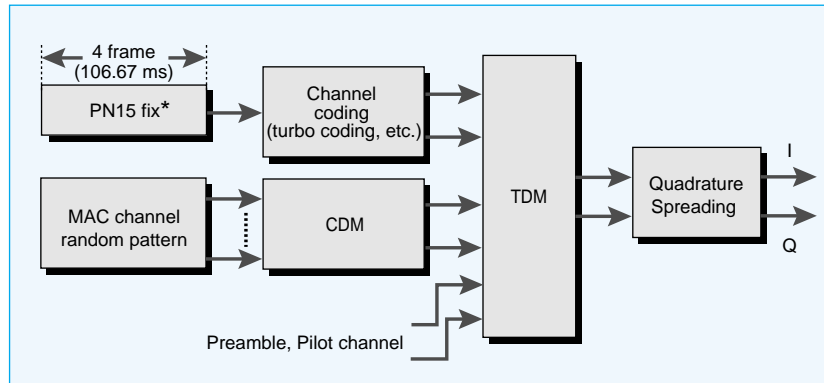 4 frame
(106.67 ms)
PN15 fix*
Channel
coding
(turbo coding, etc.)
MAC channel
random pattern
CDM
TDM
Quadrature
Spreading
I
Q
Preamble, Pilot channel